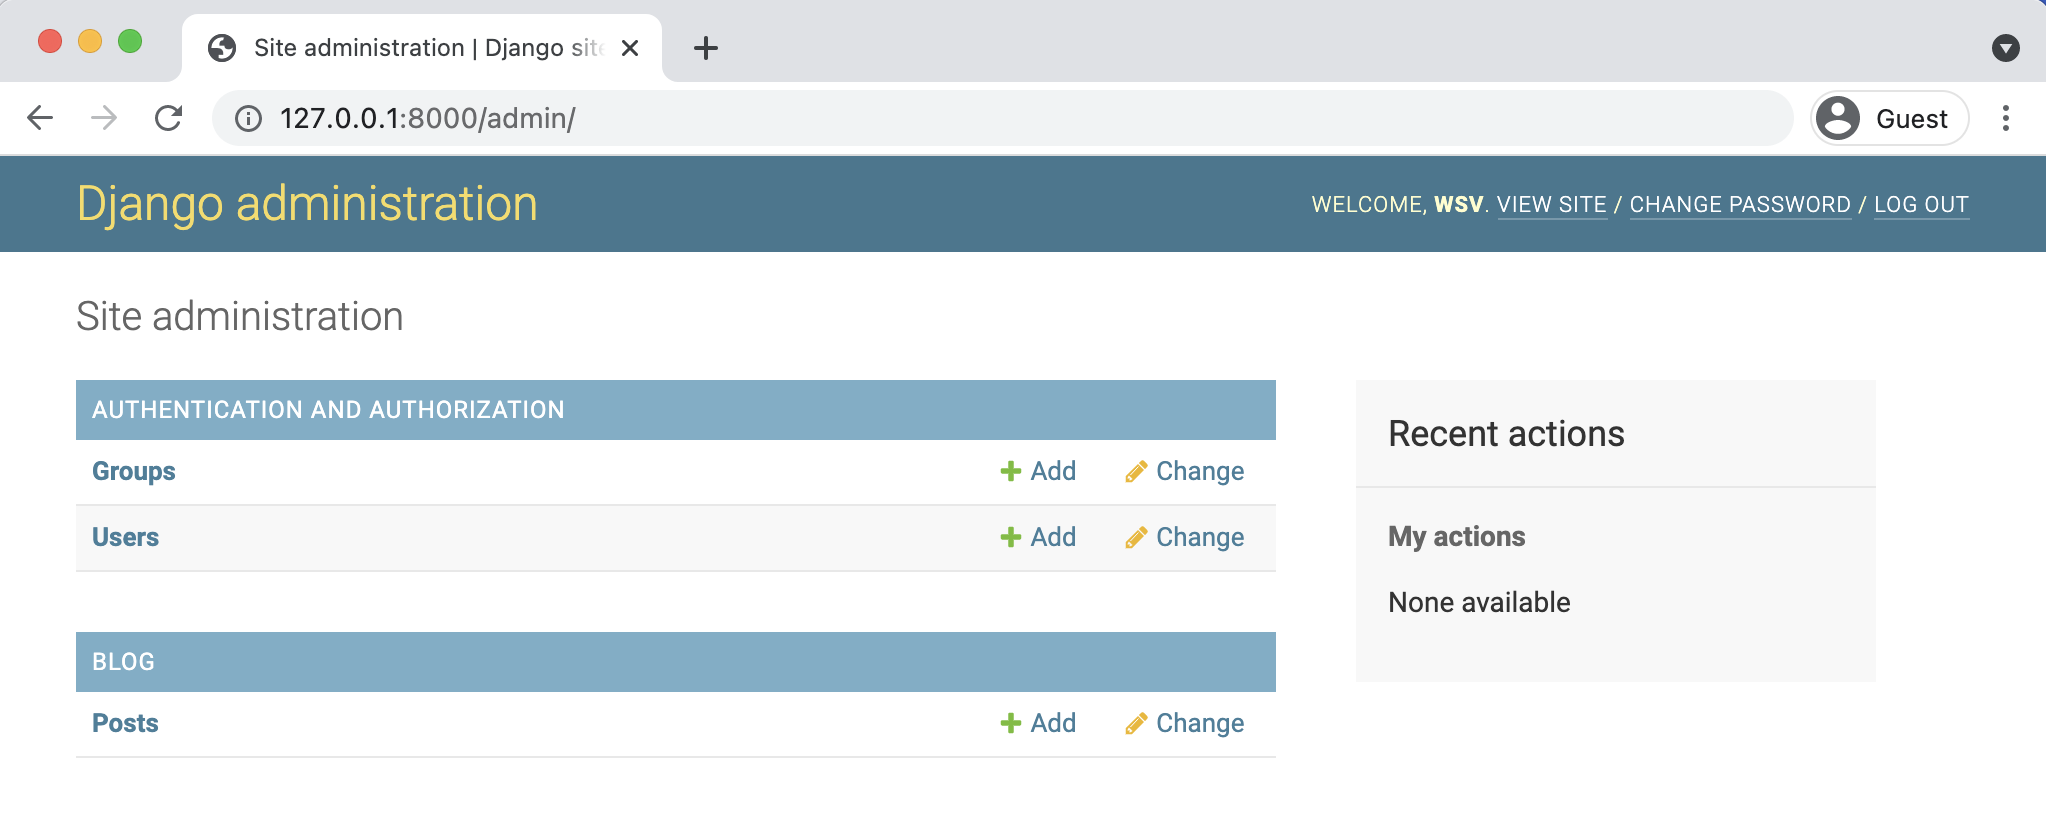 Site administration | Django site
127.0.0.1:8000/admin/
Guest
Django administration
WELCOME, WSV. VIEW SITE / CHANGE PASSWORD / LOG OUT
Site administration
AUTHENTICATION AND AUTHORIZATION
Groups Add Change
Users Add Change
BLOG
Posts Add Change
Recent actions
My actions
None available